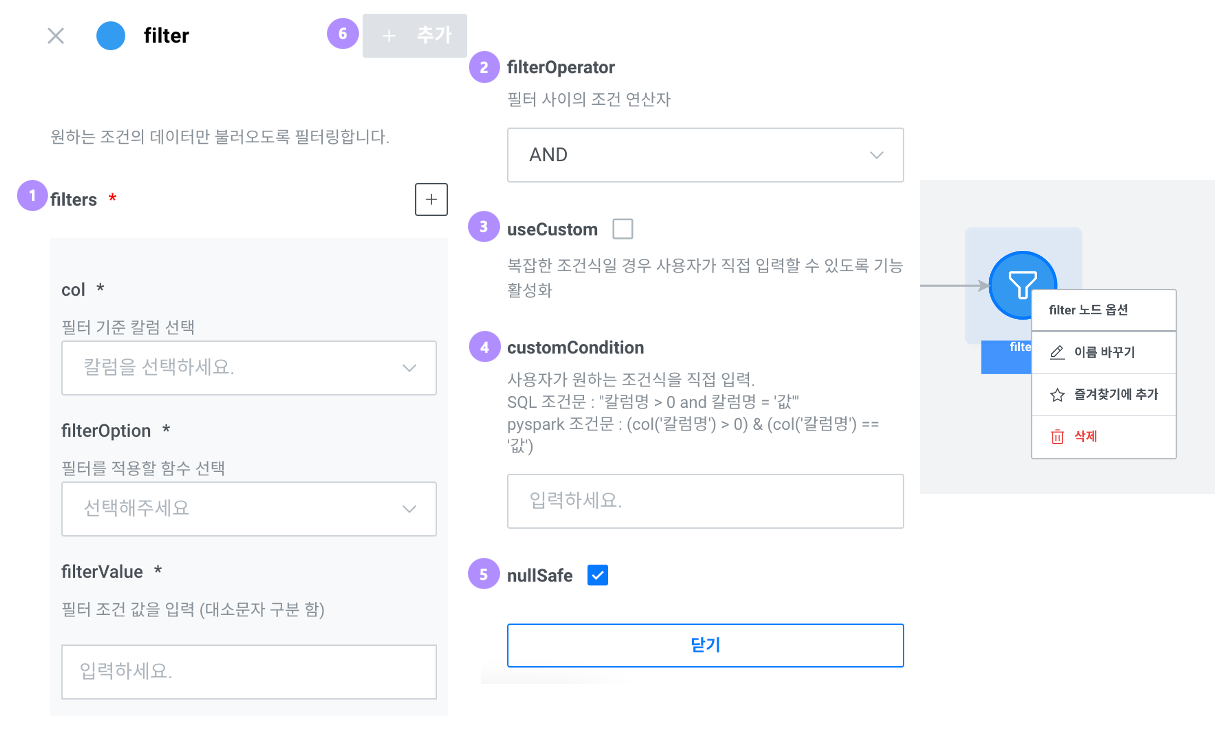 filter
6
+ 추가
원하는 조건의 데이터만 불러오도록 필터링합니다.
1
filters *
+
col *
필터 기준 칼럼 선택
칼럼을 선택하세요.
filterOption *
필터를 적용할 함수 선택
선택해주세요
filterValue *
필터 조건 값을 입력 (대소문자 구분 함)
입력하세요.
2
filterOperator
필터 사이의 조건 연산자
AND
3
useCustom
복잡한 조건식일 경우 사용자가 직접 입력할 수 있도록 기능
활성화
4
customCondition
사용자가 원하는 조건식을 직접 입력.
SQL 조건문 : "칼럼명 > 0 and 칼럼명 = '값'"
pyspark 조건문 : (col('칼럼명') > 0) & (col('칼럼명') ==
'값')
입력하세요.
5
nullSafe
닫기
filte
filter 노드 옵션
이름 바꾸기
즐겨찾기에 추가
삭제